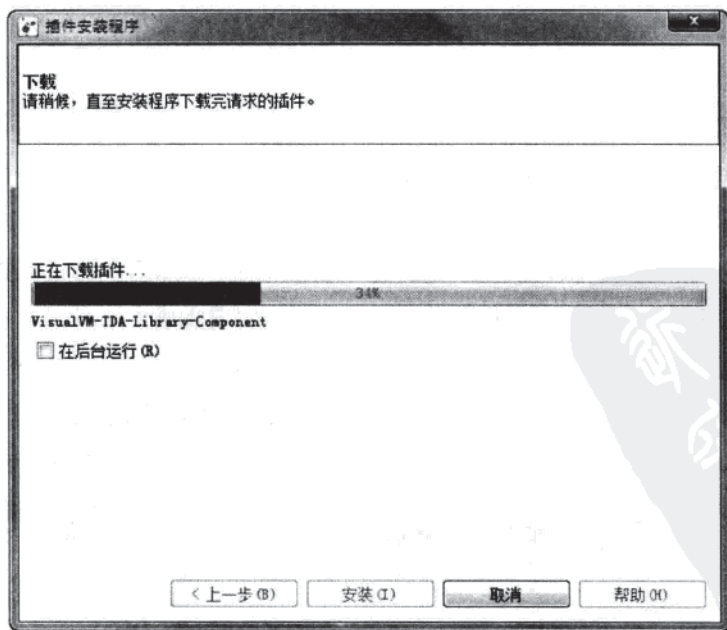 插件安装程序
下载
请稍候，直至安装程序下载完请求的插件。
正在下载插件...
34%
VisualVM-TDA-Library-Component
在后台运行(R)
< 上一步(B) 安装(I) 取消 帮助(H)